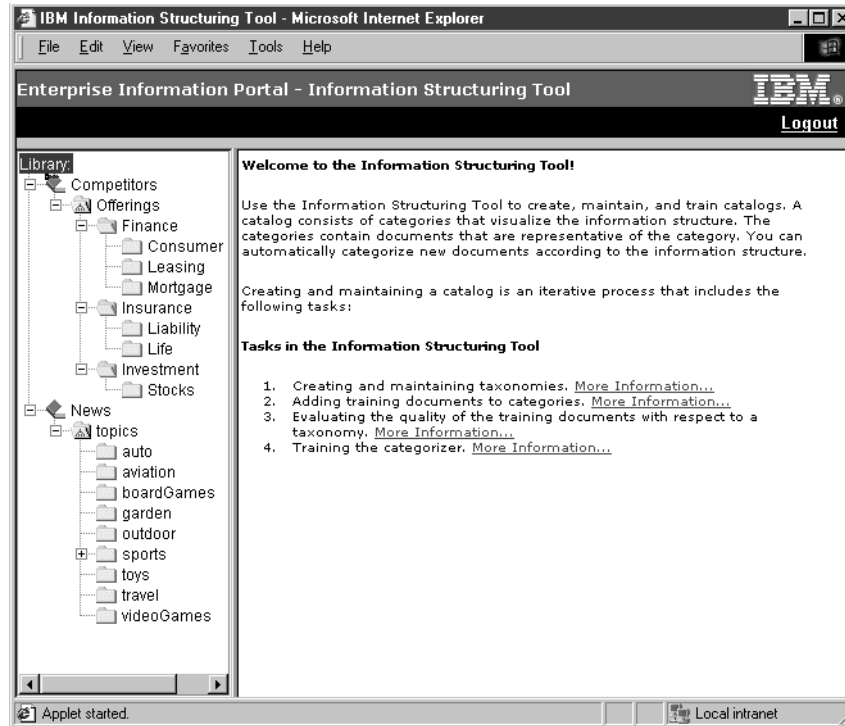 IBM Information Structuring Tool - Microsoft Internet Explorer
File Edit View Favorites Tools Help
Enterprise Information Portal - Information Structuring Tool
IBM®
Logout
Library:
Competitors
Offerings
Finance
Consumer
Leasing
Mortgage
Insurance
Liability
Life
Investment
Stocks
News
topics
auto
aviation
boardGames
garden
outdoor
sports
toys
travel
videoGames
Welcome to the Information Structuring Tool!
Use the Information Structuring Tool to create, maintain, and train catalogs. A
catalog consists of categories that visualize the information structure. The
categories contain documents that are representative of the category. You can
automatically categorize new documents according to the information structure.
Creating and maintaining a catalog is an iterative process that includes the
following tasks:
Tasks in the Information Structuring Tool
1. Creating and maintaining taxonomies. More Information...
2. Adding training documents to categories. More Information...
3. Evaluating the quality of the training documents with respect to a
taxonomy. More Information...
4. Training the categorizer. More Information...
Applet started.
Local intranet